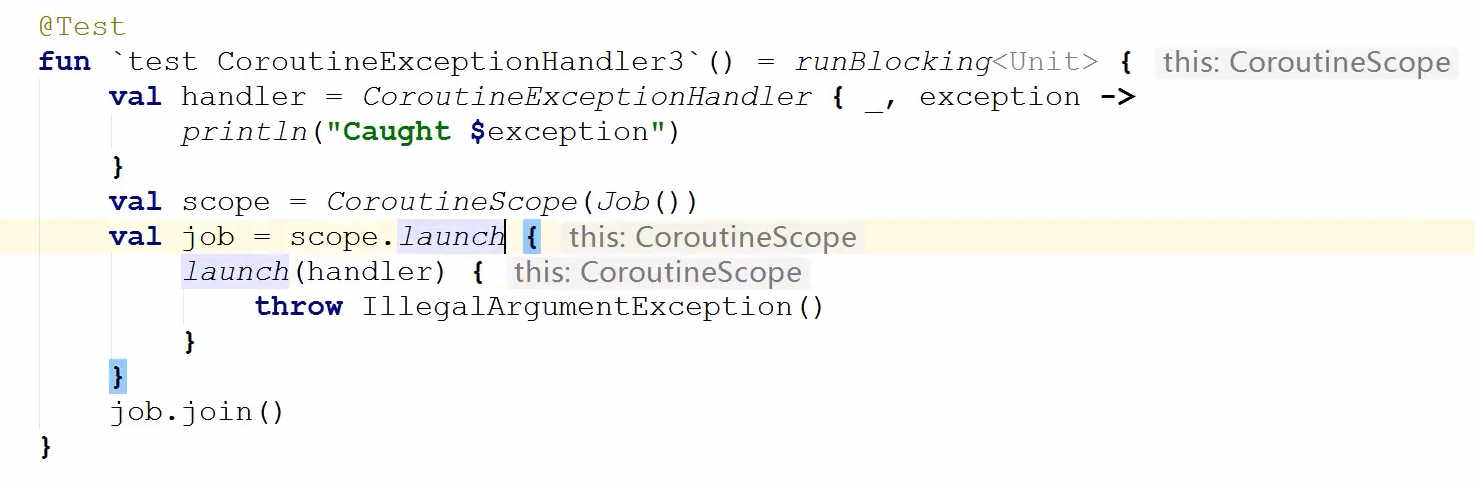 @Test
fun `test CoroutineExceptionHandler3`() = runBlocking<Unit> { this: CoroutineScope
    val handler = CoroutineExceptionHandler { _, exception ->
        println("Caught $exception")
    }
    val scope = CoroutineScope(Job())
    val job = scope.launch { this: CoroutineScope
        launch(handler) { this: CoroutineScope
            throw IllegalArgumentException()
        }
    }
    job.join()
}